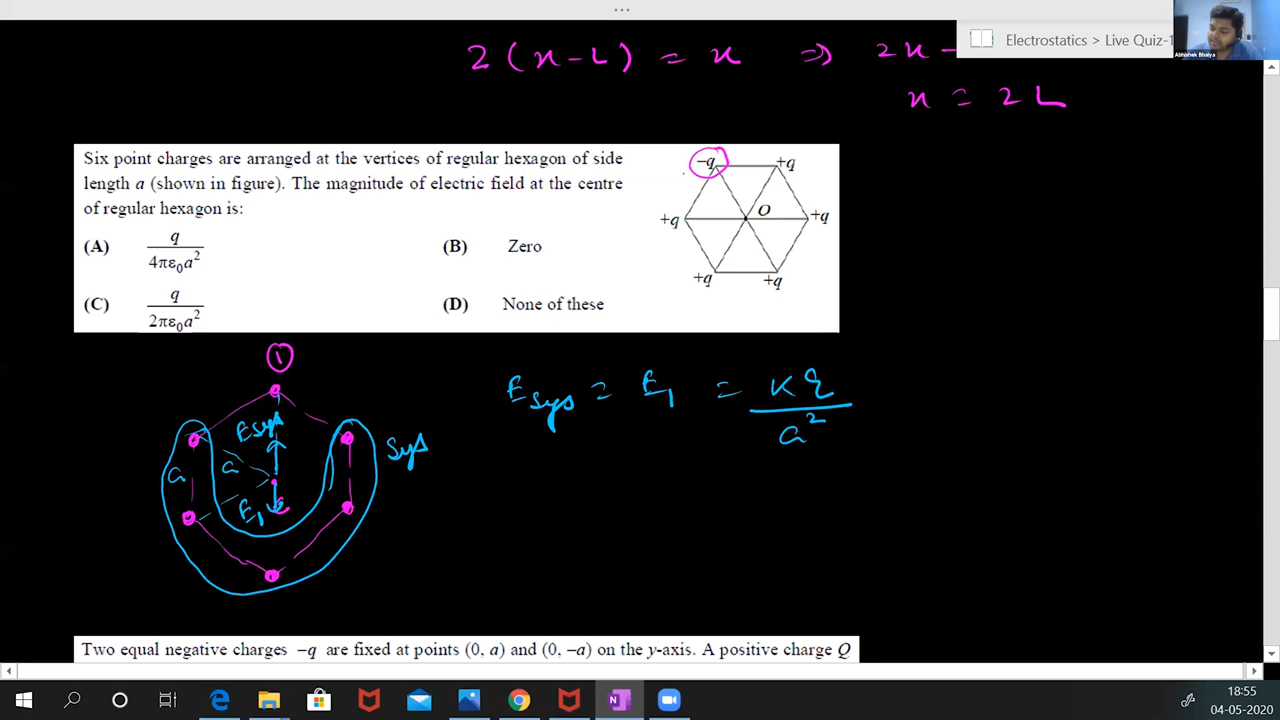 2 (x-L) = x ⇒ 2x -
x = 2L
Electrostatics > Live Quiz-1
Abhishek Bhaiya
Six point charges are arranged at the vertices of regular hexagon of side
length a (shown in figure). The magnitude of electric field at the centre
of regular hexagon is:
(A) q/4πε₀a²
(B) Zero
(C) q/2πε₀a²
(D) None of these
-q +q
+q O +q
+q +q
1
Esys
a a
E₁
Sys
Esys = E₁ = Kq/a²
Two equal negative charges -q are fixed at points (0, a) and (0, -a) on the y-axis. A positive charge Q
18:55
04-05-2020